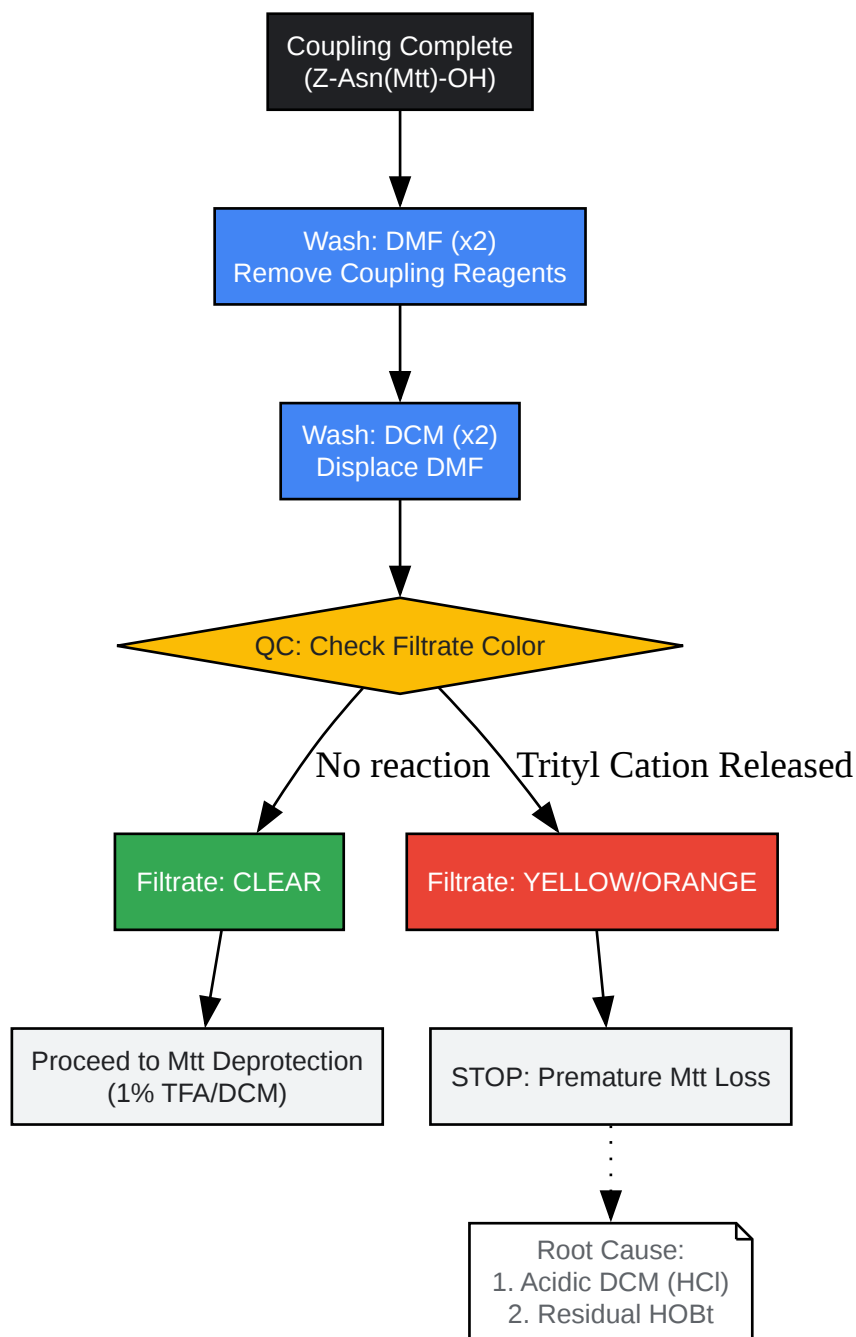 Coupling Complete
(Z-Asn(Mtt)-OH)
Wash: DMF (x2)
Remove Coupling Reagents
Wash: DCM (x2)
Displace DMF
QC: Check Filtrate Color
No reaction
Trityl Cation Released
Filtrate: CLEAR
Filtrate: YELLOW/ORANGE
Proceed to Mtt Deprotection
(1% TFA/DCM)
STOP: Premature Mtt Loss
Root Cause:
1. Acidic DCM (HCl)
2. Residual HOBt